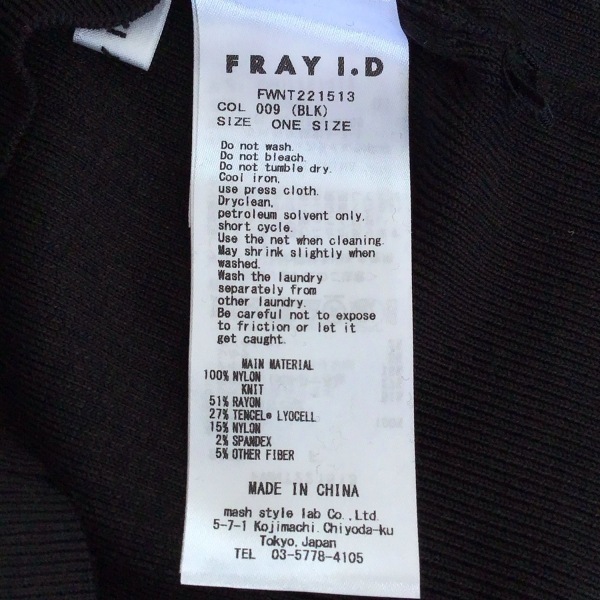 FRAY I.D
FWNT221513
COL 009 (BLK)
SIZE ONE SIZE
Do not wash.
Do not bleach.
Do not tumble dry.
Cool iron,
use press cloth.
Dryclean,
petroleum solvent only.
short cycle.
Use the net when cleaning.
May shrink slightly when
washed.
Wash the laundry
separately from
other laundry.
Be careful not to expose
to friction or let it
get caught.
MAIN MATERIAL
100% NYLON
KNIT
51% RAYON
27% TENCEL® LYOCELL
15% NYLON
2% SPANDEX
5% OTHER FIBER
MADE IN CHINA
mash style lab Co.,Ltd.
5-7-1 Kojimachi.Chiyoda-ku
Tokyo,Japan
TEL 03-5778-4105